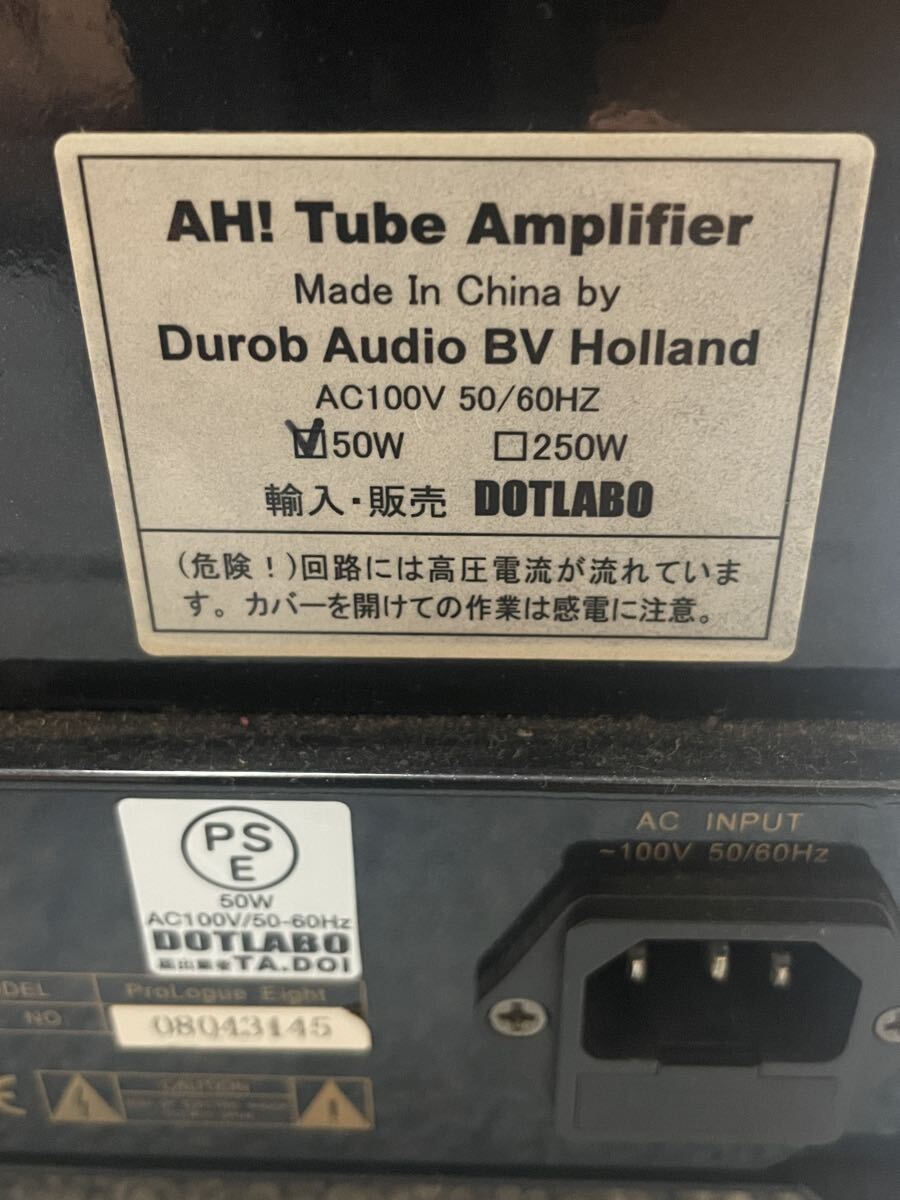 AH! Tube Amplifier
Made In China by
Durob Audio BV Holland
AC100V 50/60HZ
☑50W ☐250W
輸入・販売 DOTLABO
(危険！)回路には高圧電流が流れていま
す。カバーを開けての作業は感電に注意。
PS
E
50W
AC100V/50-60Hz
DOTLABO
TA.DOI
AC INPUT
~100V 50/60Hz
ProLogue Eight
NO 08043145
CAUTION